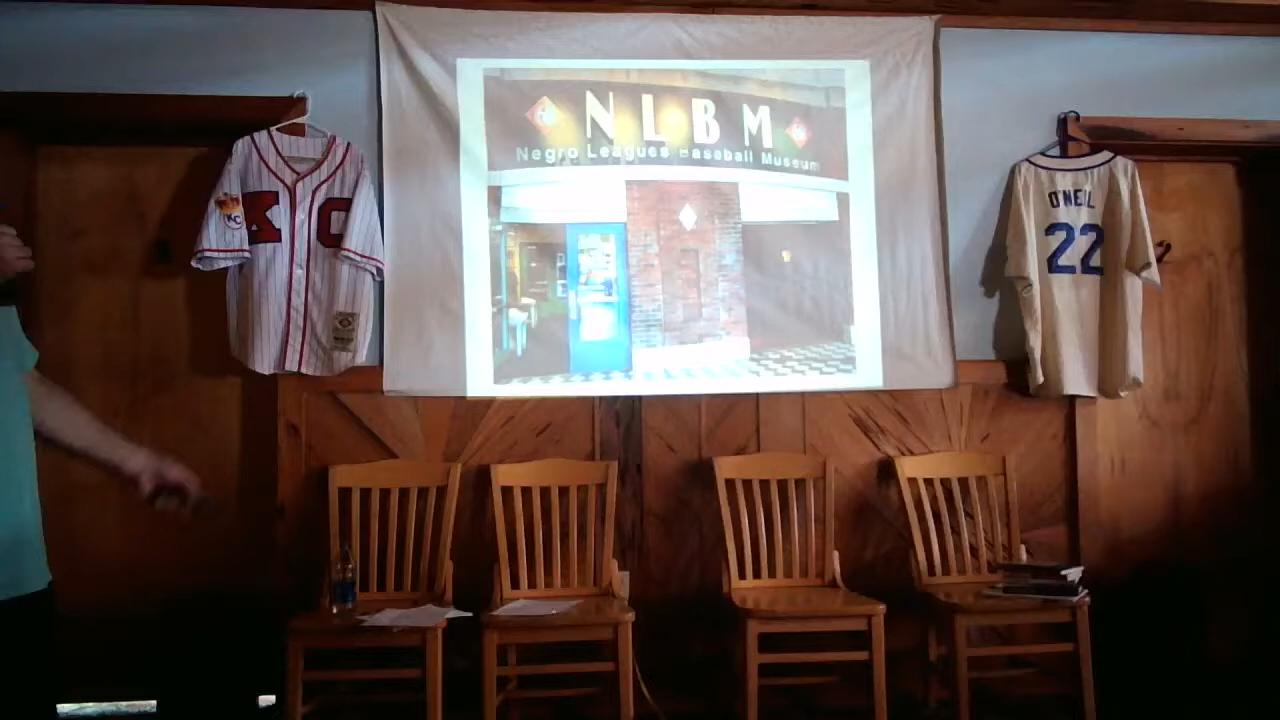 NLBM
Negro Leagues Baseball Museum
KC
KC
O'NEIL
22